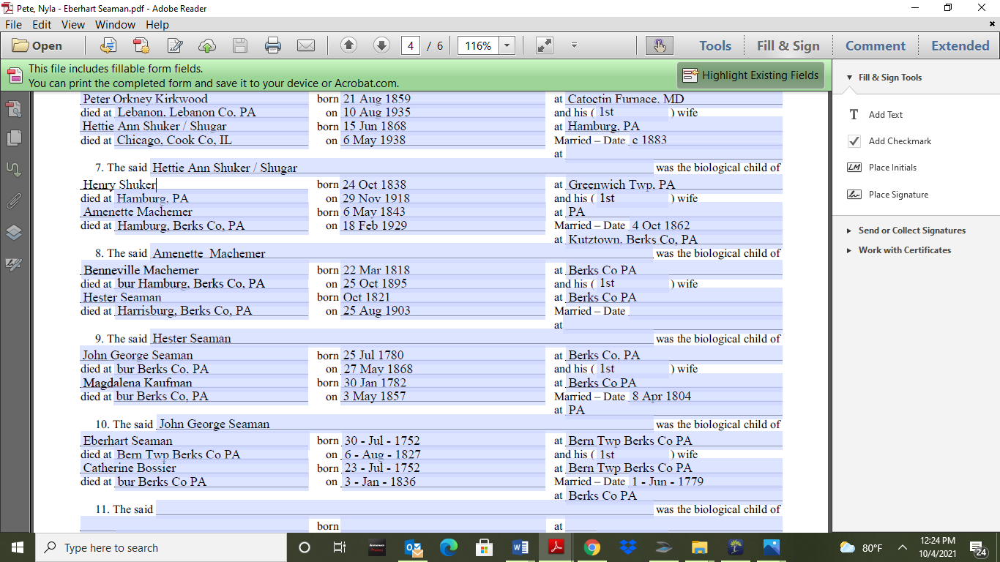 Pete, Nyla - Eberhart Seaman.pdf - Adobe Reader
File Edit View Window Help
Open 4 / 6 116% Tools Fill & Sign Comment Extended
This file includes fillable form fields.
You can print the completed form and save it to your device or Acrobat.com.
Highlight Existing Fields
Fill & Sign Tools
Add Text
Add Checkmark
Place Initials
Place Signature
Send or Collect Signatures
Work with Certificates
Peter Orkney Kirkwood born 21 Aug 1859 at Catoctin Furnace, MD
died at Lebanon, Lebanon Co, PA on 10 Aug 1935 and his ( 1st ) wife
Hettie Ann Shuker / Shugar born 15 Jun 1868 at Hamburg, PA
died at Chicago, Cook Co, IL on 6 May 1938 Married – Date c 1883
at
7. The said Hettie Ann Shuker / Shugar was the biological child of
Henry Shuker born 24 Oct 1838 at Greenwich Twp, PA
died at Hamburg, PA on 29 Nov 1918 and his ( 1st ) wife
Amenette Machemer born 6 May 1843 at PA
died at Hamburg, Berks Co, PA on 18 Feb 1929 Married – Date 4 Oct 1862
at Kutztown, Berks Co, PA
8. The said Amenette Machemer was the biological child of
Benneville Machemer born 22 Mar 1818 at Berks Co PA
died at bur Hamburg, Berks Co, PA on 25 Oct 1895 and his ( 1st ) wife
Hester Seaman born Oct 1821 at Berks Co PA
died at Harrisburg, Berks Co, PA on 25 Aug 1903 Married – Date
at
9. The said Hester Seaman was the biological child of
John George Seaman born 25 Jul 1780 at Berks Co, PA
died at bur Berks Co, PA on 27 May 1868 and his ( 1st ) wife
Magdalena Kaufman born 30 Jan 1782 at Berks Co PA
died at bur Berks Co, PA on 3 May 1857 Married – Date 8 Apr 1804
at PA
10. The said John George Seaman was the biological child of
Eberhart Seaman born 30 - Jul - 1752 at Bern Twp Berks Co PA
died at Bern Twp Berks Co PA on 6 - Aug - 1827 and his ( 1st ) wife
Catherine Bossier born 23 - Jul - 1752 at Bern Twp Berks Co PA
died at bur Berks Co PA on 3 - Jan - 1836 Married – Date 1 - Jun - 1779
at Berks Co PA
11. The said was the biological child of
born at
Type here to search 80°F 12:24 PM
10/4/2021 24